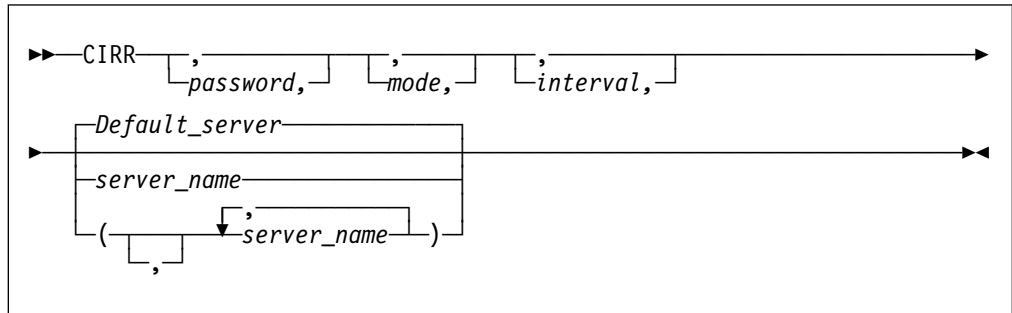 CIRR , , ,
password, mode, interval,
Default_server
server_name
( , server_name )
,